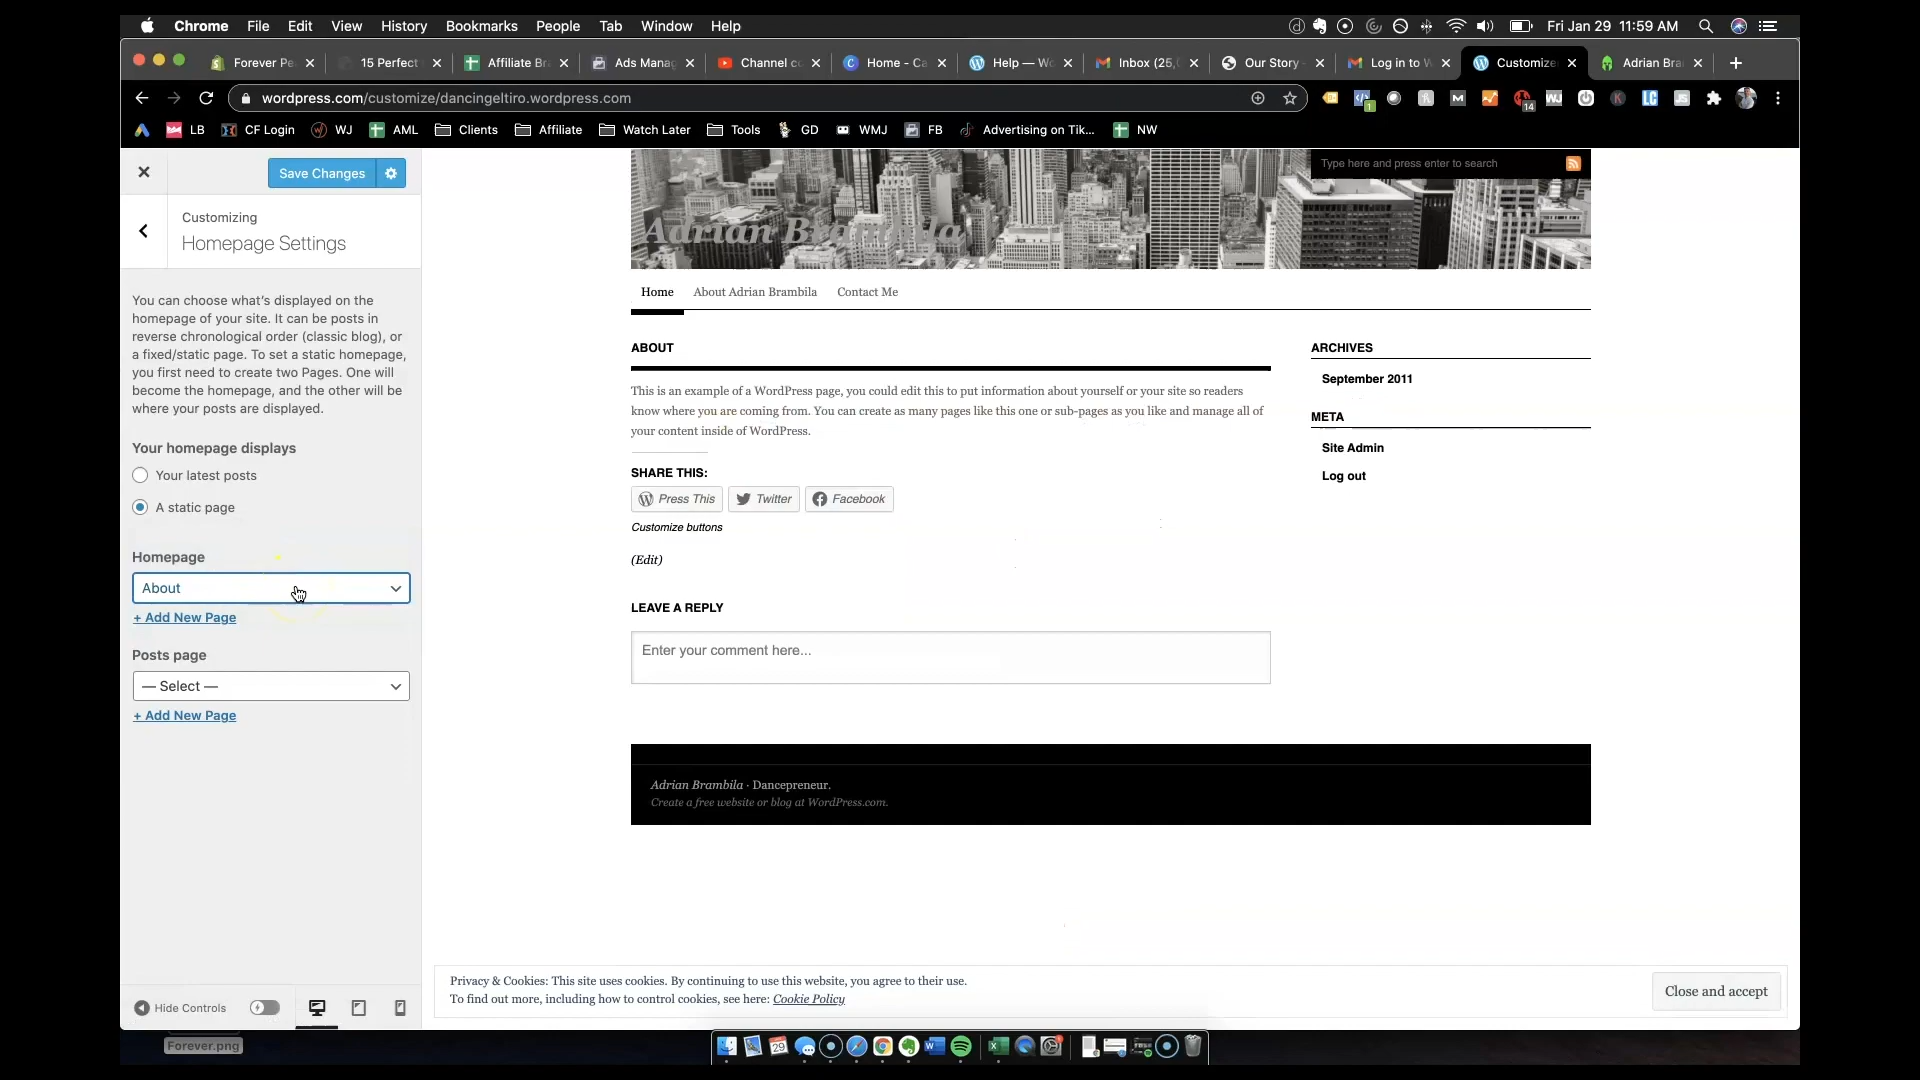 Chrome File Edit View History Bookmarks People Tab Window Help
Fri Jan 29 11:59 AM
Forever Pe
15 Perfect
Affiliate Br
Ads Manag
Channel co
Home - Ca
Help — Wo
Inbox (25,
Our Story
Log in to W
Customize
Adrian Bra
wordpress.com/customize/dancingeltiro.wordpress.com
1
14
LB CF Login WJ AML Clients Affiliate Watch Later Tools GD WMJ FB Advertising on Tik... NW
Save Changes
Customizing
Homepage Settings
You can choose what's displayed on the
homepage of your site. It can be posts in
reverse chronological order (classic blog), or
a fixed/static page. To set a static homepage,
you first need to create two Pages. One will
become the homepage, and the other will be
where your posts are displayed.
Your homepage displays
Your latest posts
A static page
Homepage
About
+ Add New Page
Posts page
— Select —
+ Add New Page
Hide Controls
Type here and press enter to search
Adrian Brambila
Home About Adrian Brambila Contact Me
ABOUT
This is an example of a WordPress page, you could edit this to put information about yourself or your site so readers
know where you are coming from. You can create as many pages like this one or sub-pages as you like and manage all of
your content inside of WordPress.
SHARE THIS:
Press This Twitter Facebook
Customize buttons
(Edit)
LEAVE A REPLY
Enter your comment here...
ARCHIVES
September 2011
META
Site Admin
Log out
Adrian Brambila · Dancepreneur.
Create a free website or blog at WordPress.com.
Privacy & Cookies: This site uses cookies. By continuing to use this website, you agree to their use.
To find out more, including how to control cookies, see here: Cookie Policy
Close and accept
Forever.png